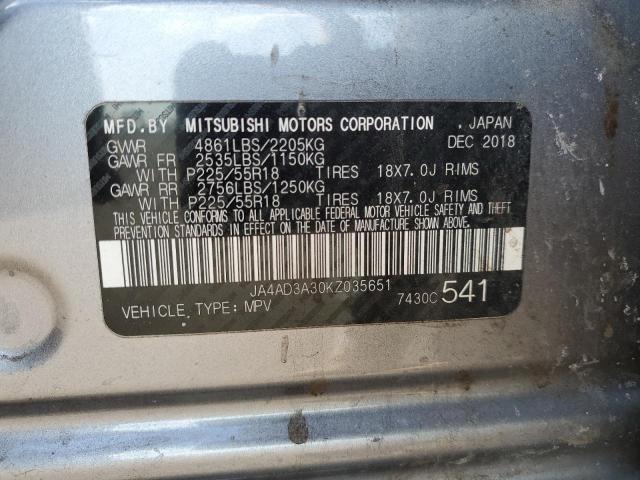 MFD.BY MITSUBISHI MOTORS CORPORATION , JAPAN
GVWR 4861LBS/2205KG DEC 2018
GAWR FR 2535LBS/1150KG
WITH P225/55R18 TIRES 18X7.0J RIMS
GAWR RR 2756LBS/1250KG
WITH P225/55R18 TIRES 18X7.0J RIMS
THIS VEHICLE CONFORMS TO ALL APPLICABLE FEDERAL MOTOR VEHICLE SAFETY AND THEFT
PREVENTION STANDARDS IN EFFECT ON THE DATE OF MANUFACTURE SHOWN ABOVE.
JA4AD3A30KZ035651
VEHICLE TYPE: MPV 7430C 541